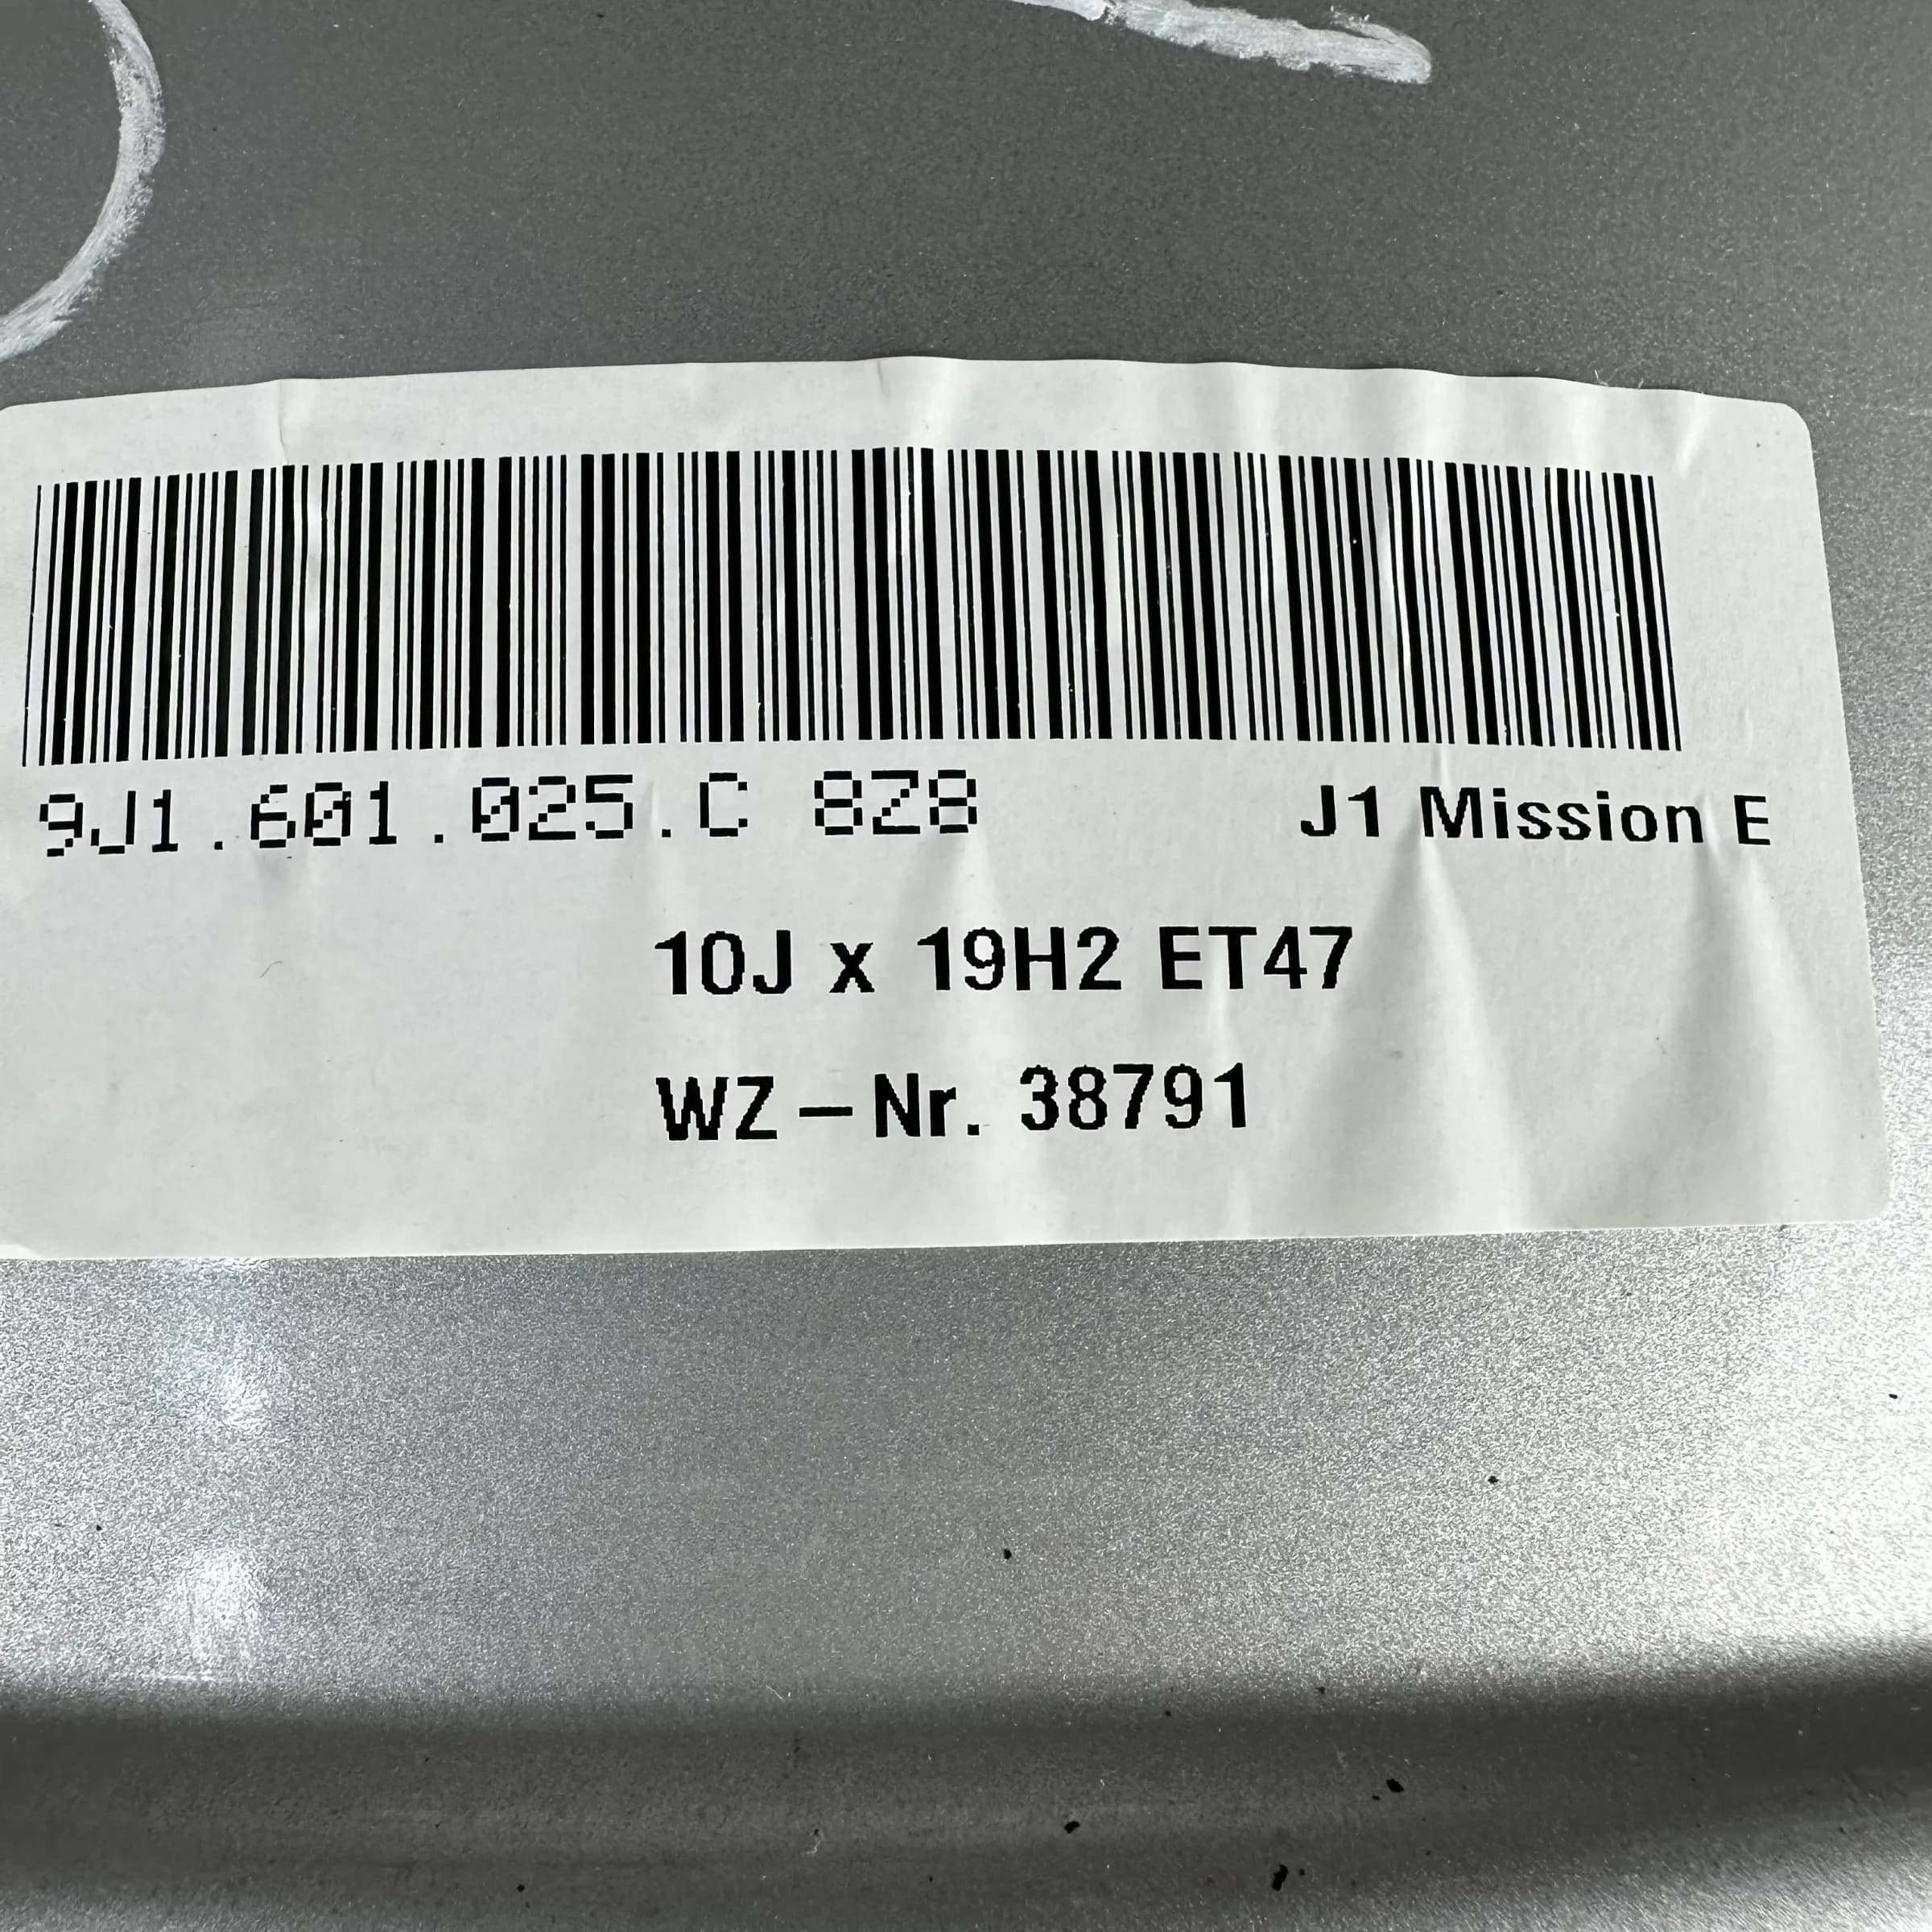 9J1.601.025.C 8Z8 J1 Mission E
10J x 19H2 ET47
WZ – Nr. 38791